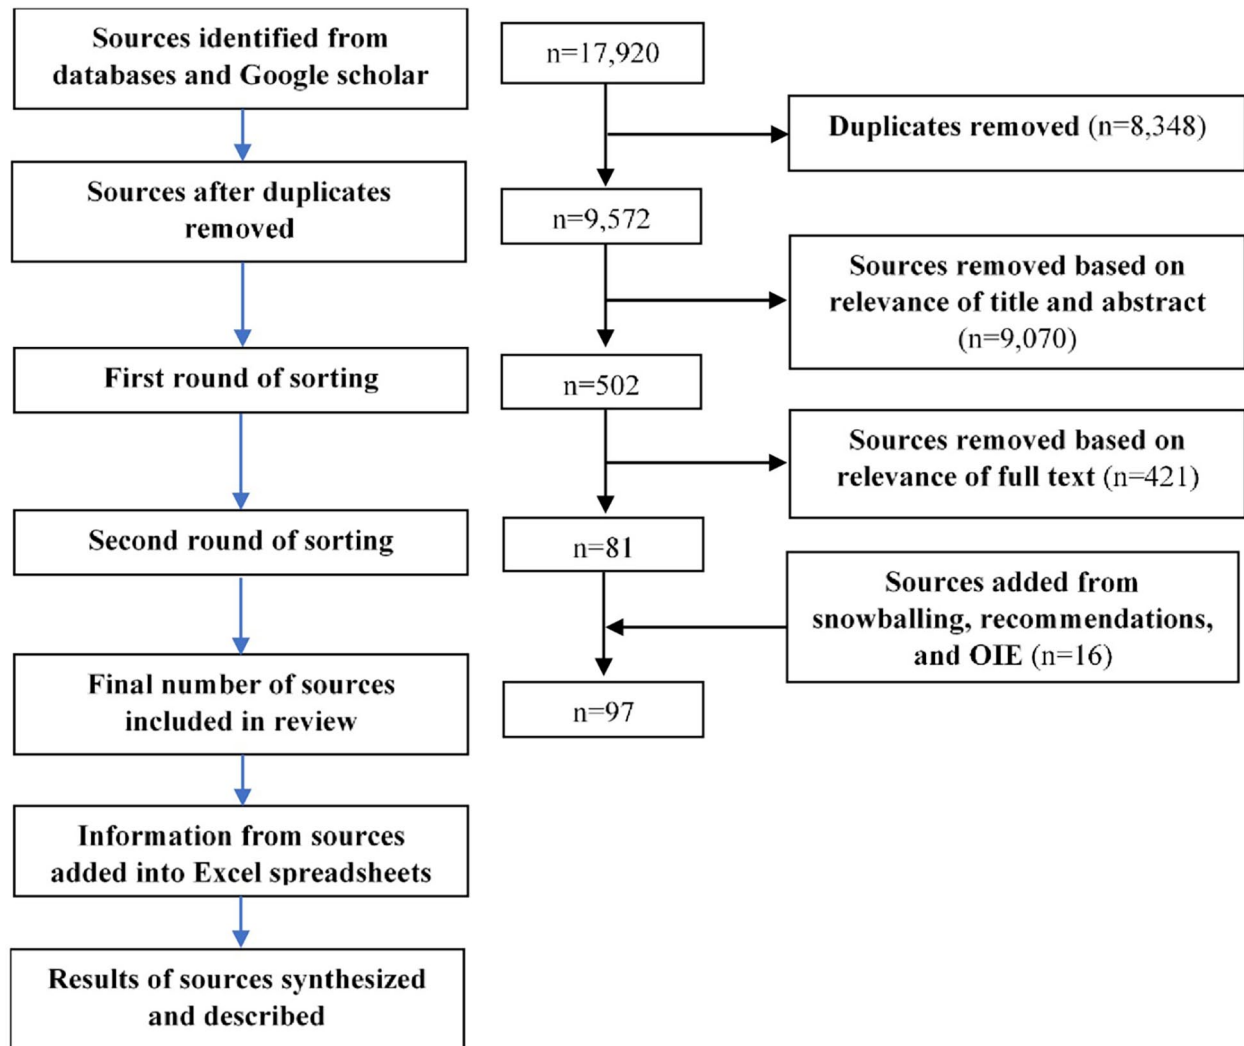 Sources identified from
databases and Google scholar
Sources after duplicates
removed
First round of sorting
Second round of sorting
Final number of sources
included in review
Information from sources
added into Excel spreadsheets
Results of sources synthesized
and described
n=17,920
n=9,572
n=502
n=81
n=97
Duplicates removed (n=8,348)
Sources removed based on
relevance of title and abstract
(n=9,070)
Sources removed based on
relevance of full text (n=421)
Sources added from
snowballing, recommendations,
and OIE (n=16)